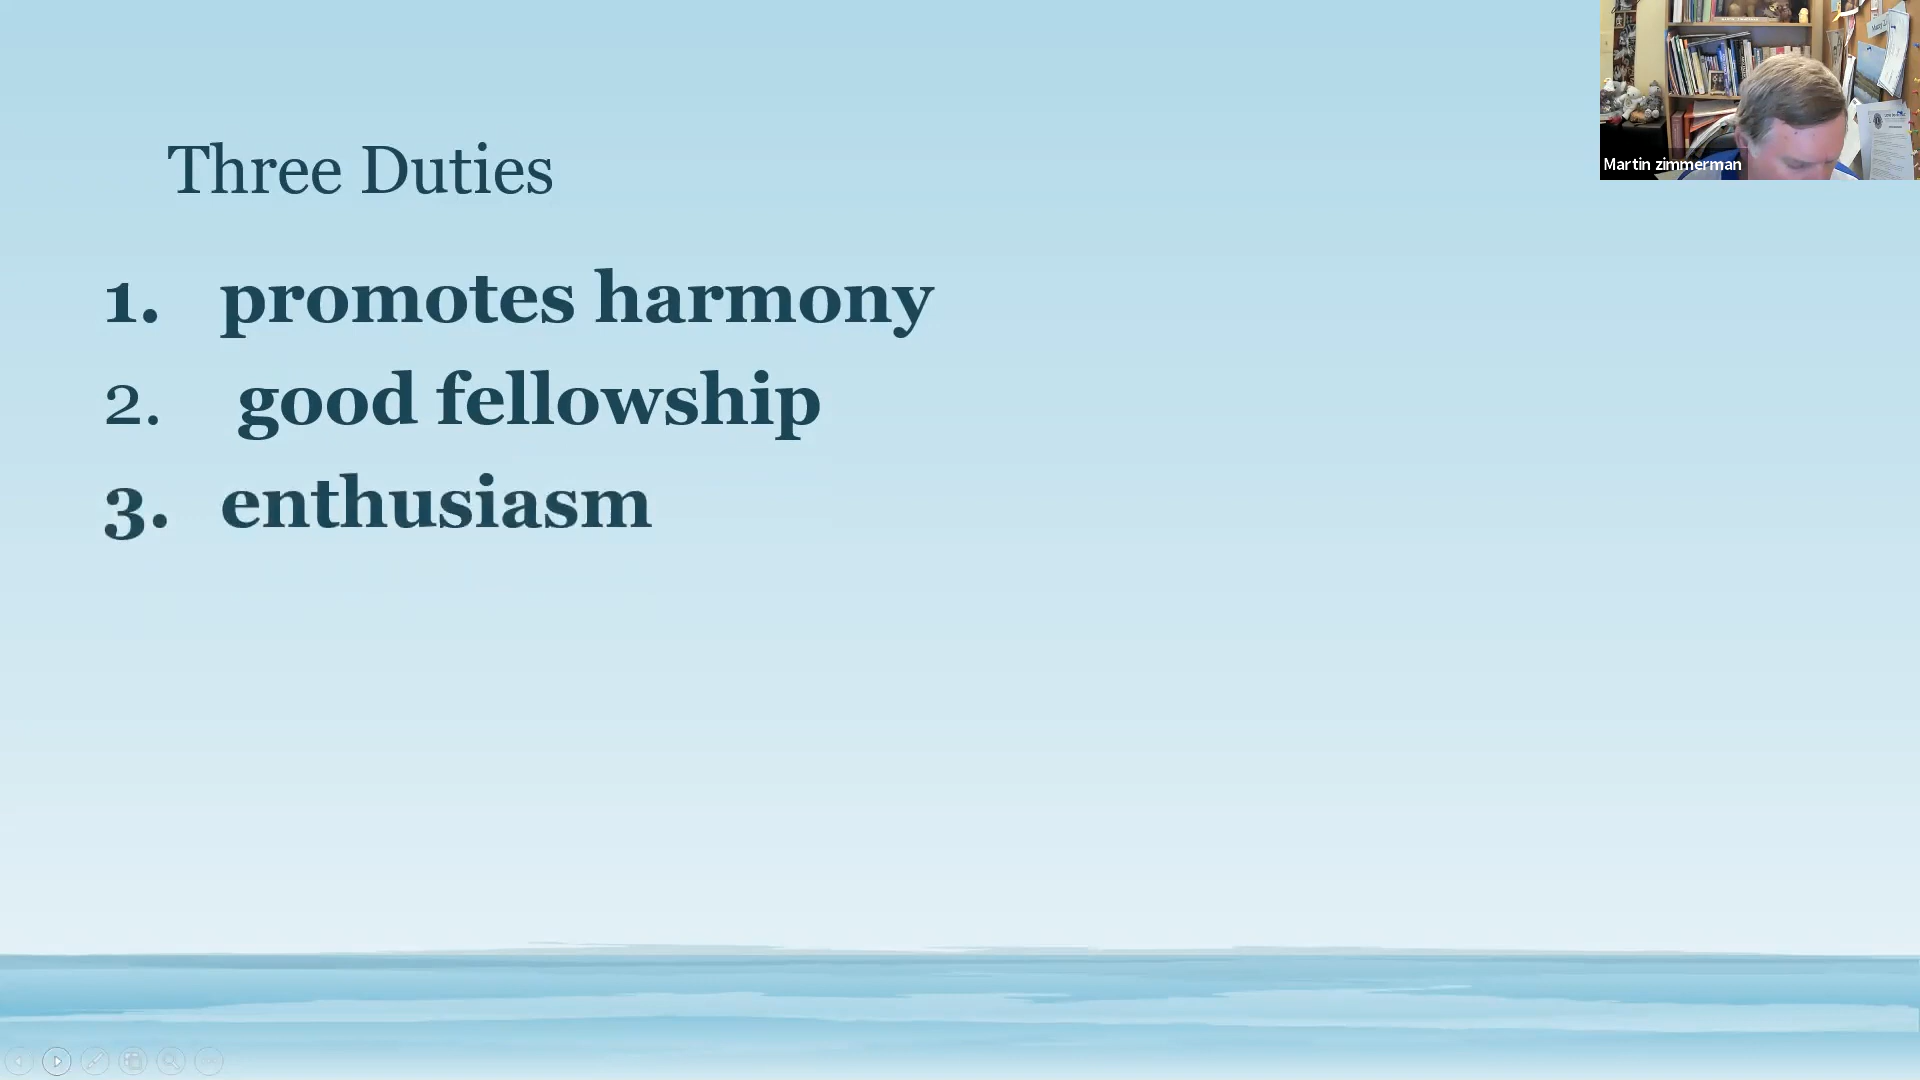 Three Duties
1. promotes harmony
2. good fellowship
3. enthusiasm
Martin zimmerman